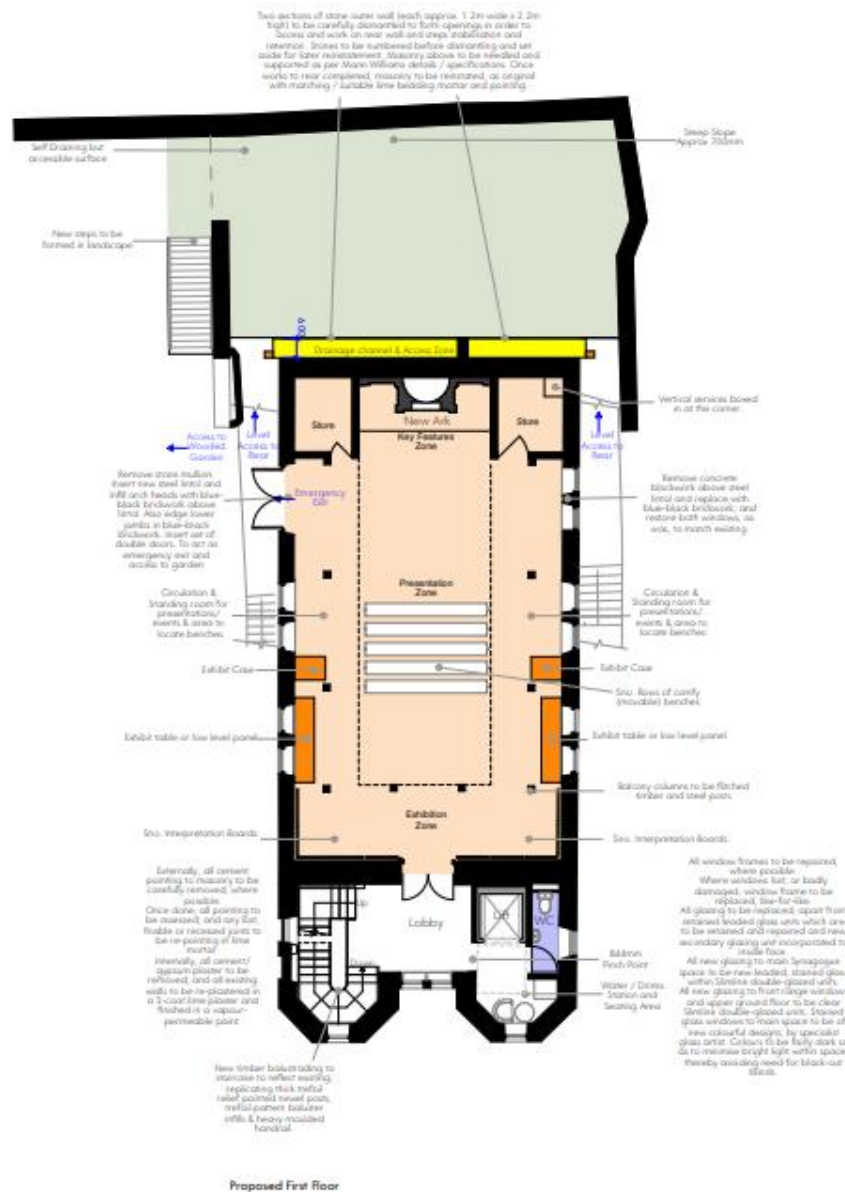 Two sections of stone outer wall (each approx. 1.2m wide x 2.2m
high) to be carefully dismantled to form openings in order to
access and work on rear wall and steps stabilisation and
retention. Stones to be numbered before dismantling and set
aside for later reinstatement. Masonry above to be needled and
supported as per Mann Williams details / specifications. Once
works to rear completed, masonry to be reinstated, as original
with matching / suitable lime bedding mortar and pointing.
Self Draining but
accessible surface
Steep Slope
Approx 700mm
New steps to be
formed in landscape
600
Drainage channel & Access Zone
Store
New Ark
Key Features
Zone
Store
Vertical services boxed
in at the corner
Access to
Wooded
Garden
Level
Access to
Rear
Level
Access to
Rear
Remove stone mullion
insert new steel lintol and
infill arch heads with blue-
black brickwork above
lintol. Also edge lower
jambs in blue-black
brickwork. Insert set of
double doors. To act as
emergency exit and
access to garden
Emergency
Exit
Remove concrete
blockwork above steel
lintol and replace with
blue-black brickwork, and
restore both windows, as
was, to match existing
Circulation &
Standing room for
presentations/
events & area to
locate benches
Presentation
Zone
Circulation &
Standing room for
presentations/
events & area to
locate benches
Exhibit Case
Exhibit Case
5no. Rows of comfy
(movable) benches
Exhibit table or low level panel
Exhibit table or low level panel
Balcony columns to be flitched
timber and steel posts
Exhibition
Zone
5no. Interpretation Boards
5no. Interpretation Boards
Externally, all cement
pointing to masonry to be
carefully removed, where
possible
Once done, all pointing to
be assessed, and any lost,
friable or recessed joints to
be re-pointing in lime
mortar
Internally, all cement/
gypsum plaster to be
removed, and all existing
walls to be re-plastered in
a 3-coat lime plaster and
finished in a vapour-
permeable paint
Up
Lobby
Lift
WC
Down
844mm
Pinch Point
Water / Drinks
Station and
Seating Area
All window frames to be repaired,
where possible
Where windows lost, or badly
damaged, window frame to be
replaced, like-for-like
All glazing to be replaced, apart from
retained leaded glass units which are
to be retained and repaired and new
secondary glazing unit incorporated to
inside face
All new glazing to main Synagogue
space to be new leaded, stained glass
within Slimline double-glazed units.
All new glazing to front range windows
and upper ground floor to be clear
Slimline double-glazed units. Stained
glass windows to main space to be of
new colourful designs, by specialist
glass artist. Colours to be fairly dark so
as to minimise bright light within space,
thereby avoiding need for black-out
blinds.
New timber balustrading to
staircase to reflect existing,
replicating thick trefoil
relief pointed newel posts,
trefoil pattern baluster
infills & heavy moulded
handrail
Proposed First Floor